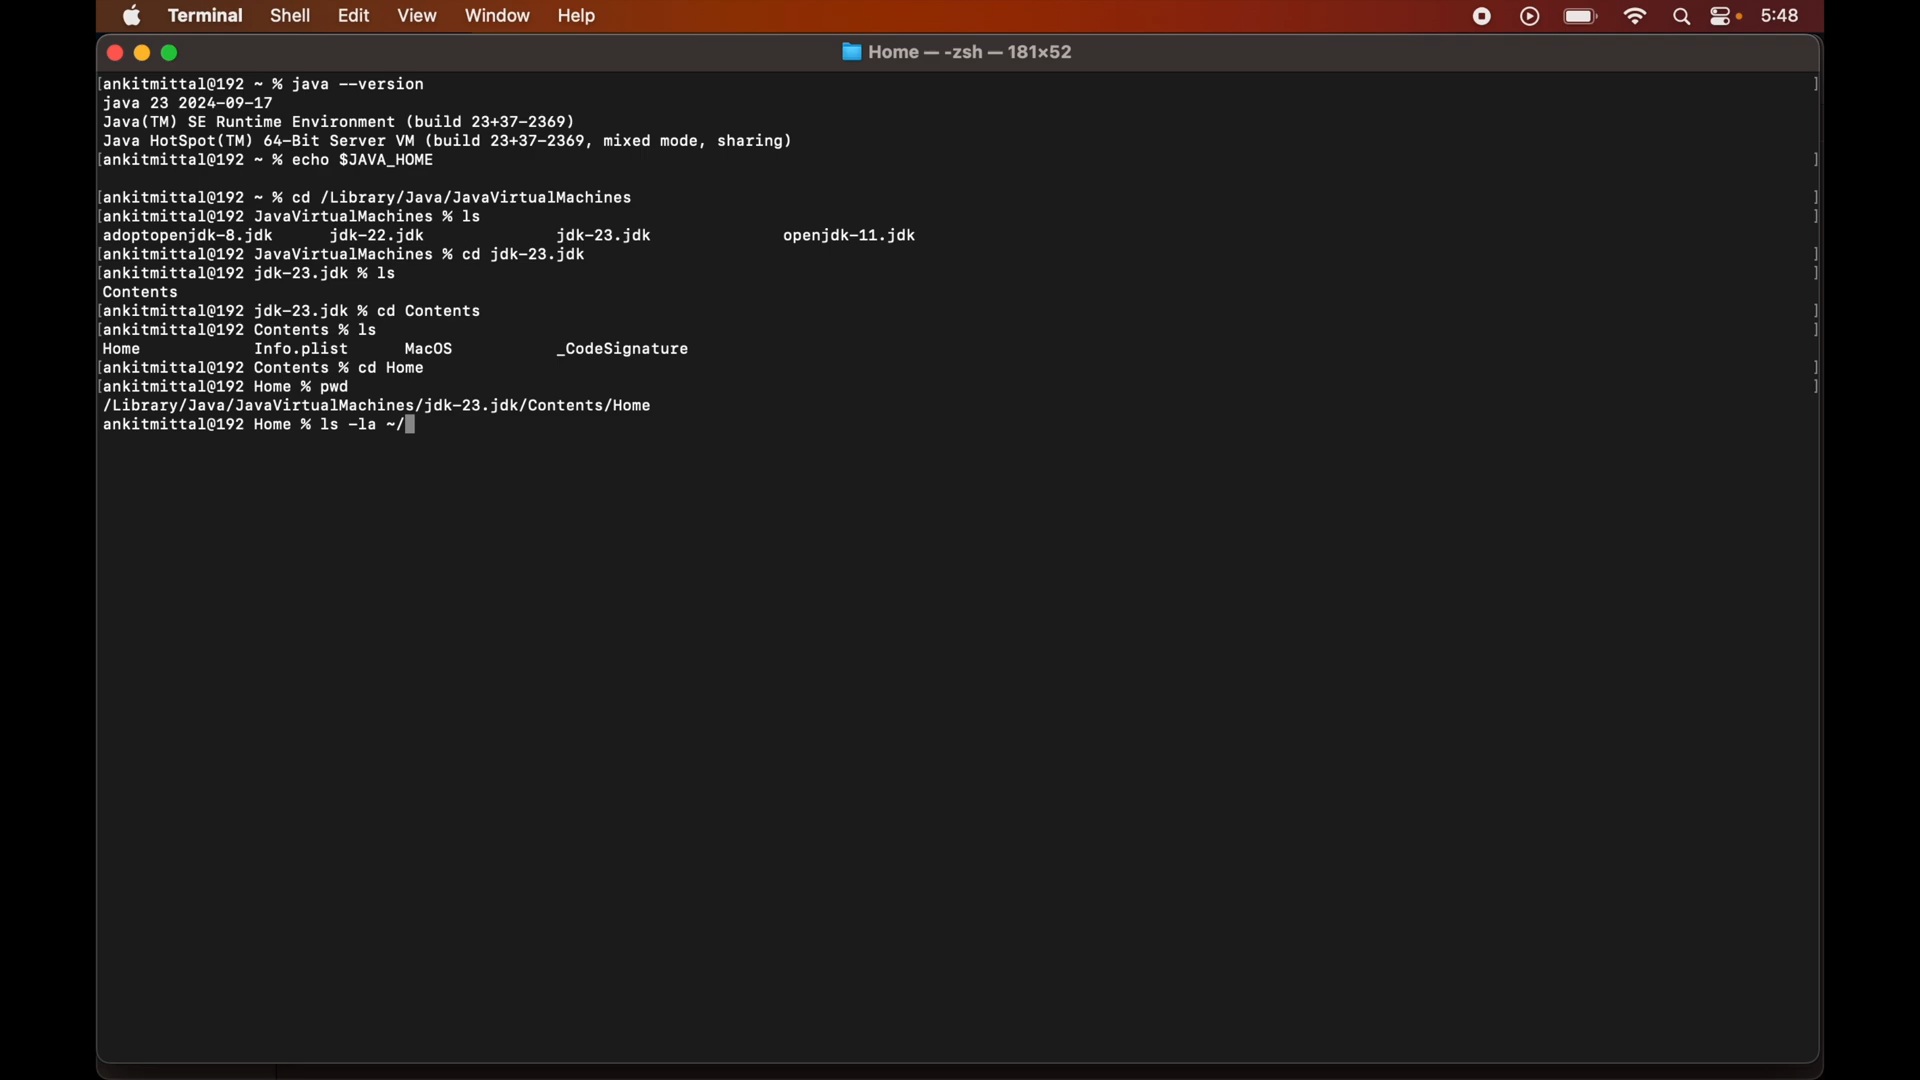 Terminal Shell Edit View Window Help 5:48
Home — -zsh — 181×52
[ankitmittal@192 ~ % java --version ]
java 23 2024-09-17
Java(TM) SE Runtime Environment (build 23+37-2369)
Java HotSpot(TM) 64-Bit Server VM (build 23+37-2369, mixed mode, sharing)
[ankitmittal@192 ~ % echo $JAVA_HOME ]
[ankitmittal@192 ~ % cd /Library/Java/JavaVirtualMachines ]
[ankitmittal@192 JavaVirtualMachines % ls ]
adoptopenjdk-8.jdk jdk-22.jdk jdk-23.jdk openjdk-11.jdk
[ankitmittal@192 JavaVirtualMachines % cd jdk-23.jdk ]
[ankitmittal@192 jdk-23.jdk % ls ]
Contents
[ankitmittal@192 jdk-23.jdk % cd Contents ]
[ankitmittal@192 Contents % ls ]
Home Info.plist MacOS _CodeSignature
[ankitmittal@192 Contents % cd Home ]
[ankitmittal@192 Home % pwd ]
/Library/Java/JavaVirtualMachines/jdk-23.jdk/Contents/Home
ankitmittal@192 Home % ls -la ~/